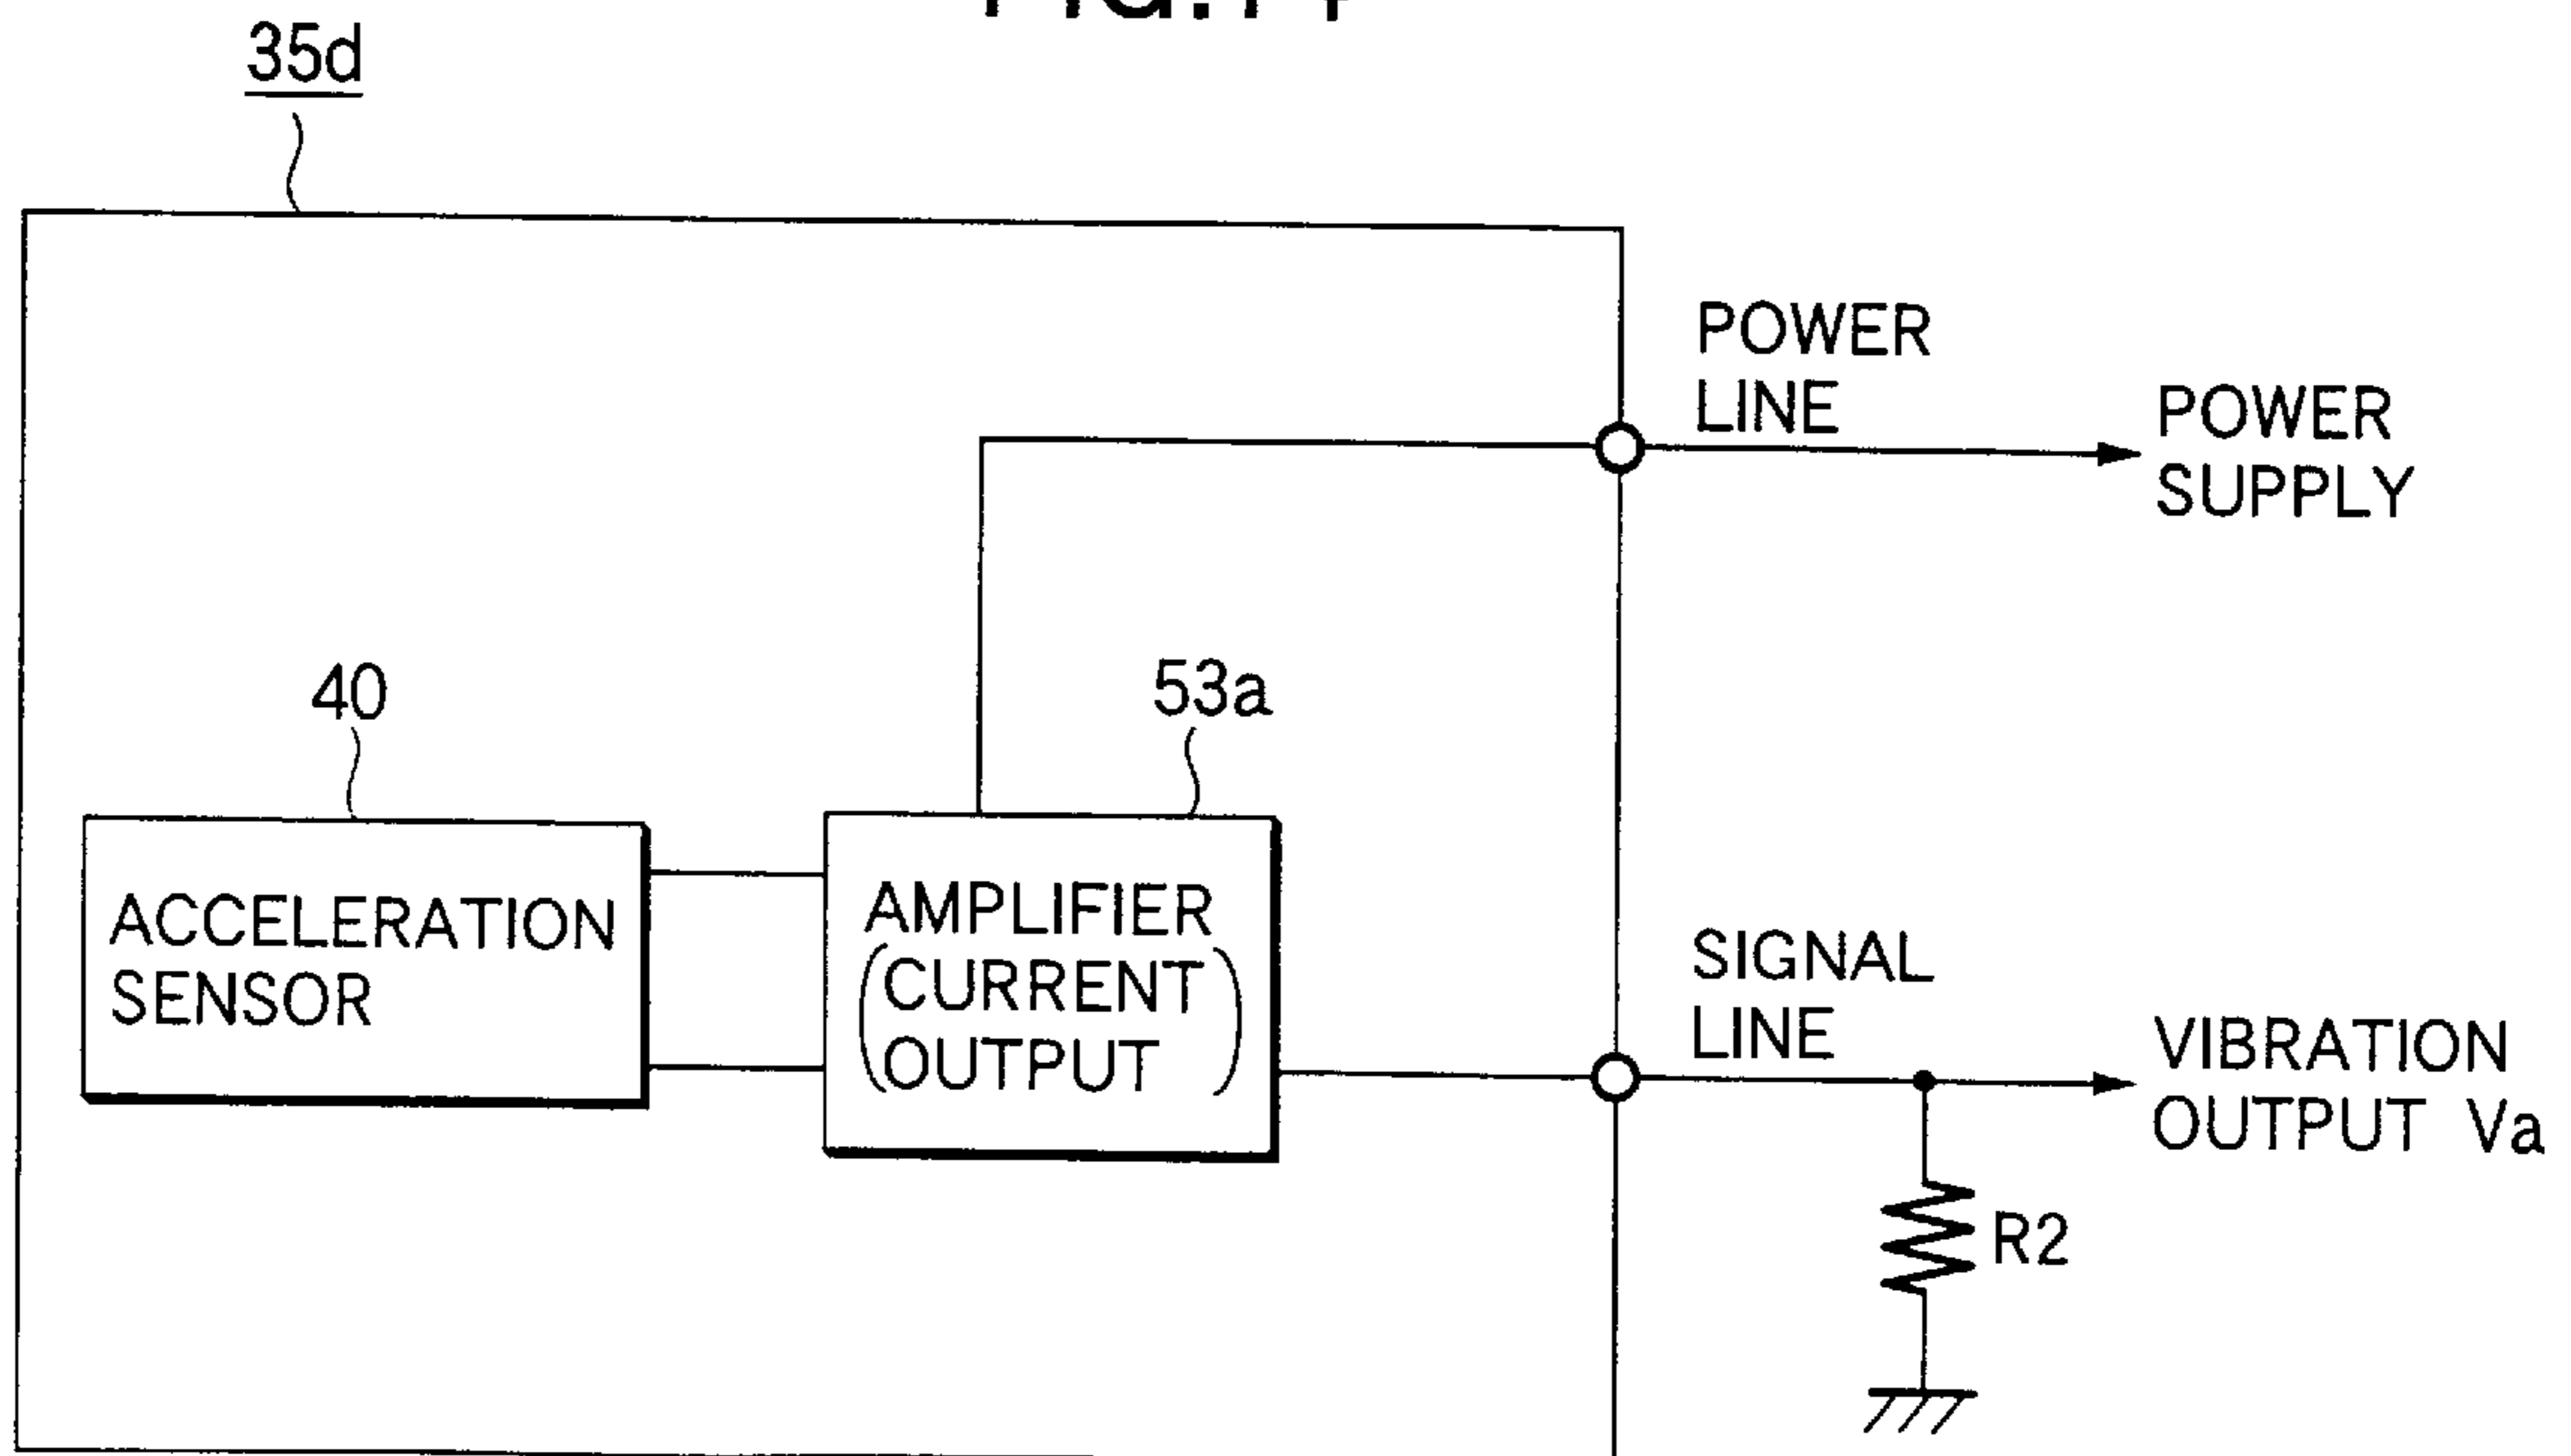 35d
POWER
LINE
POWER
SUPPLY
40
53a
ACCELERATION
SENSOR
AMPLIFIER
(CURRENT
OUTPUT)
SIGNAL
LINE
VIBRATION
OUTPUT Va
R2